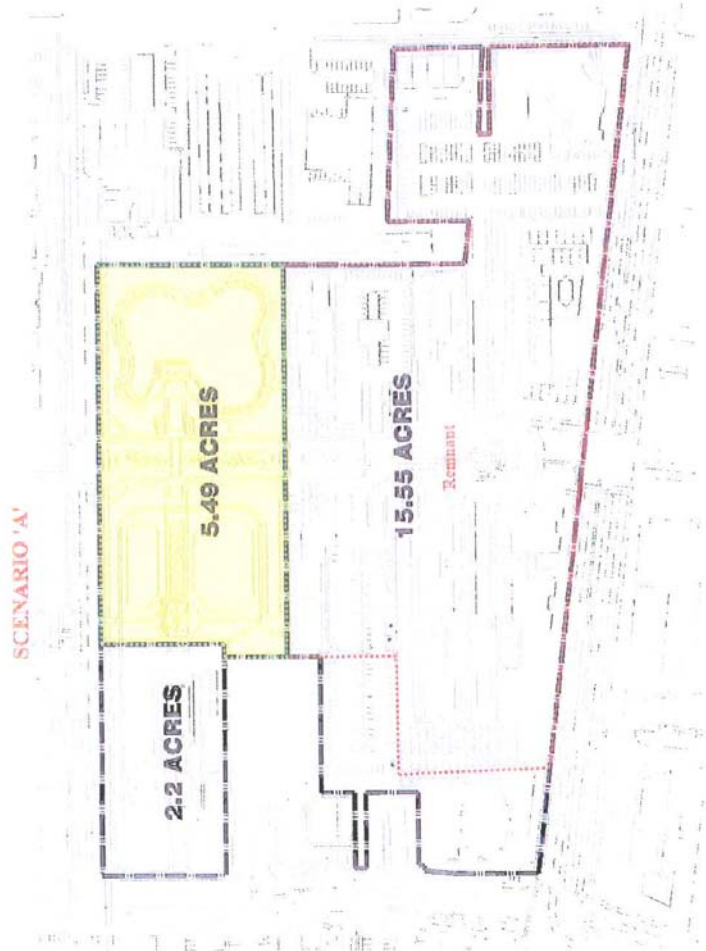 SCENARIO 'A'
2.2 ACRES
5.49 ACRES
15.55 ACRES
Remnant